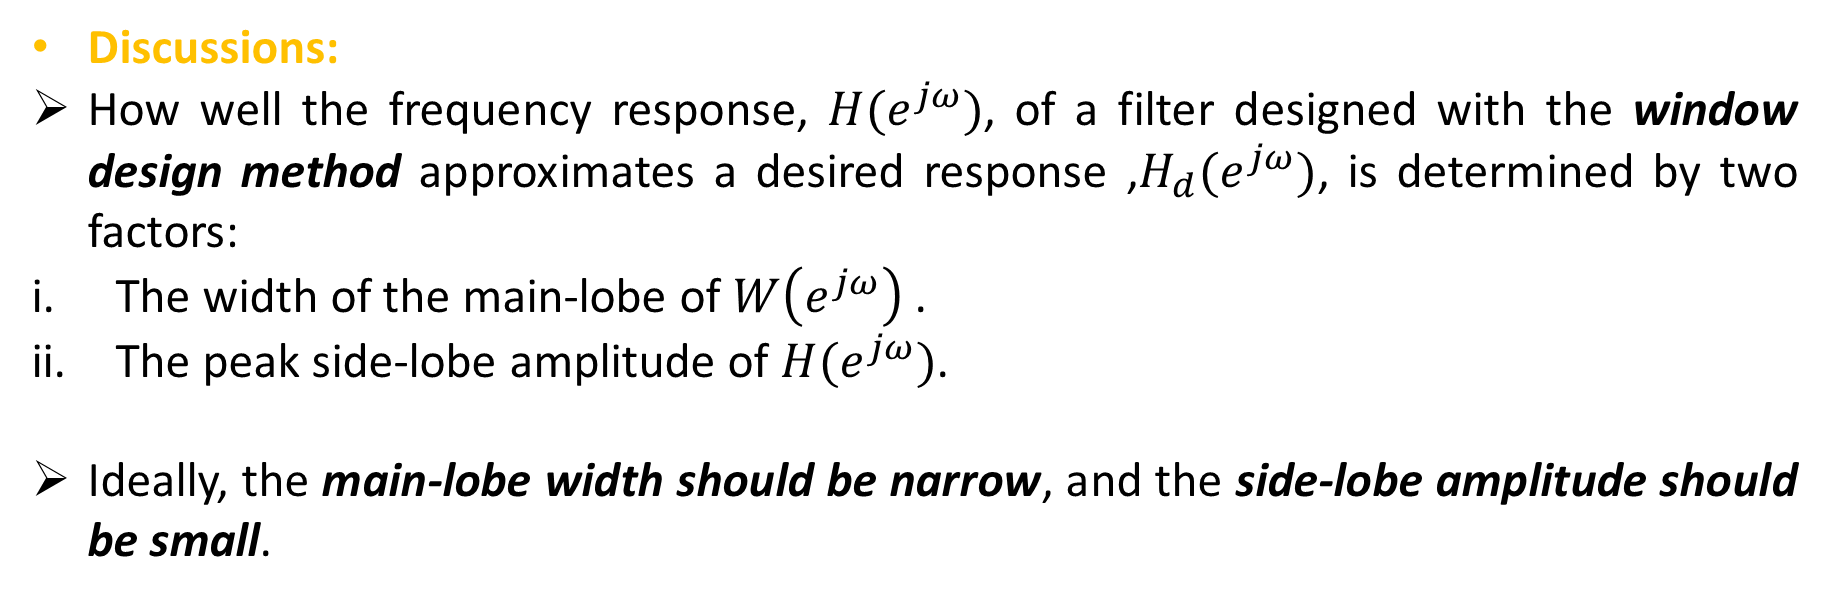 • Discussions:
➢ How well the frequency response, H(e^{jω}), of a filter designed with the window
design method approximates a desired response ,H_d(e^{jω}), is determined by two
factors:
i. The width of the main-lobe of W(e^{jω}) .
ii. The peak side-lobe amplitude of H(e^{jω}).
➢ Ideally, the main-lobe width should be narrow, and the side-lobe amplitude should
be small.